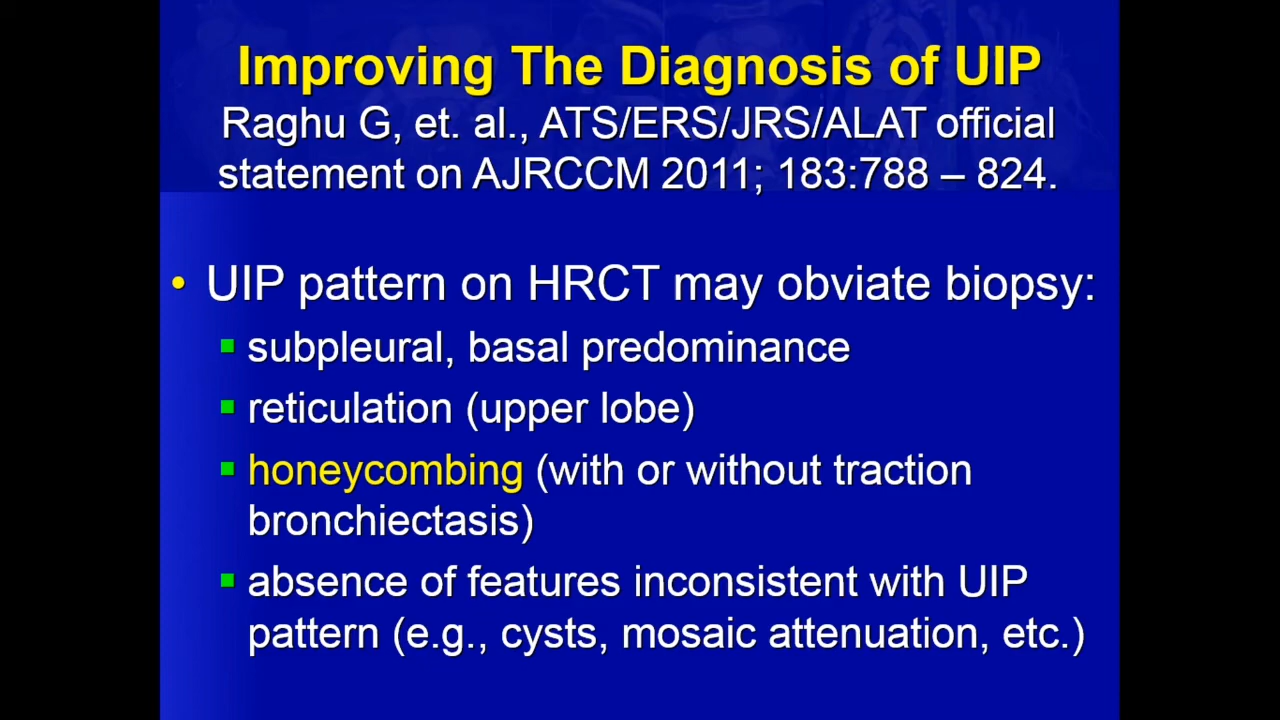 Improving The Diagnosis of UIP
Raghu G, et. al., ATS/ERS/JRS/ALAT official
statement on AJRCCM 2011; 183:788 – 824.
• UIP pattern on HRCT may obviate biopsy:
▪ subpleural, basal predominance
▪ reticulation (upper lobe)
▪ honeycombing (with or without traction
bronchiectasis)
▪ absence of features inconsistent with UIP
pattern (e.g., cysts, mosaic attenuation, etc.)